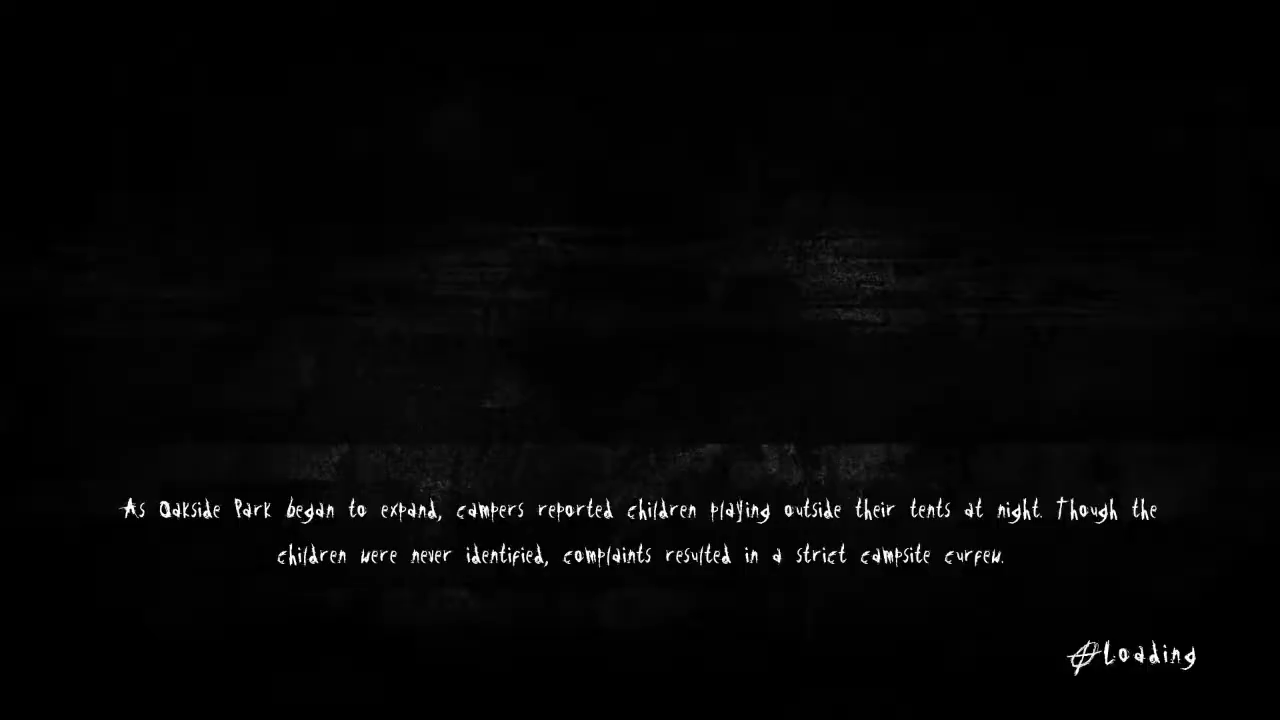 As Oakside Park began to expand, campers reported children playing outside their tents at night. Though the
children were never identified, complaints resulted in a strict campsite curfew.
Loading